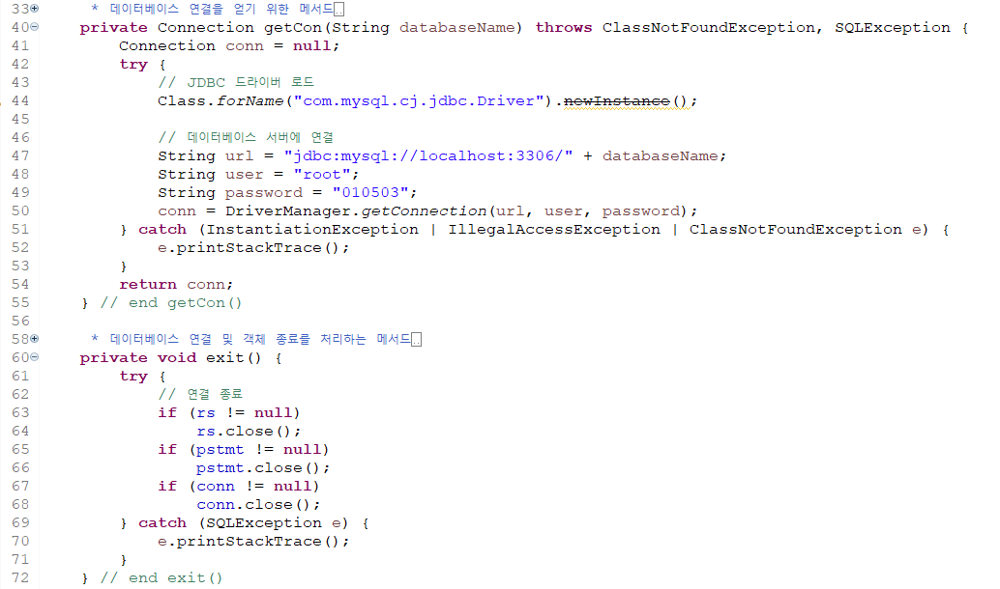 33 * 데이터베이스 연결을 얻기 위한 메서드..
40 private Connection getCon(String databaseName) throws ClassNotFoundException, SQLException {
41 Connection conn = null;
42 try {
43 // JDBC 드라이버 로드
44 Class.forName("com.mysql.cj.jdbc.Driver").newInstance();
45
46 // 데이터베이스 서버에 연결
47 String url = "jdbc:mysql://localhost:3306/" + databaseName;
48 String user = "root";
49 String password = "010503";
50 conn = DriverManager.getConnection(url, user, password);
51 } catch (InstantiationException | IllegalAccessException | ClassNotFoundException e) {
52 e.printStackTrace();
53 }
54 return conn;
55 } // end getCon()
56
58 * 데이터베이스 연결 및 객체 종료를 처리하는 메서드..
60 private void exit() {
61 try {
62 // 연결 종료
63 if (rs != null)
64 rs.close();
65 if (pstmt != null)
66 pstmt.close();
67 if (conn != null)
68 conn.close();
69 } catch (SQLException e) {
70 e.printStackTrace();
71 }
72 } // end exit()